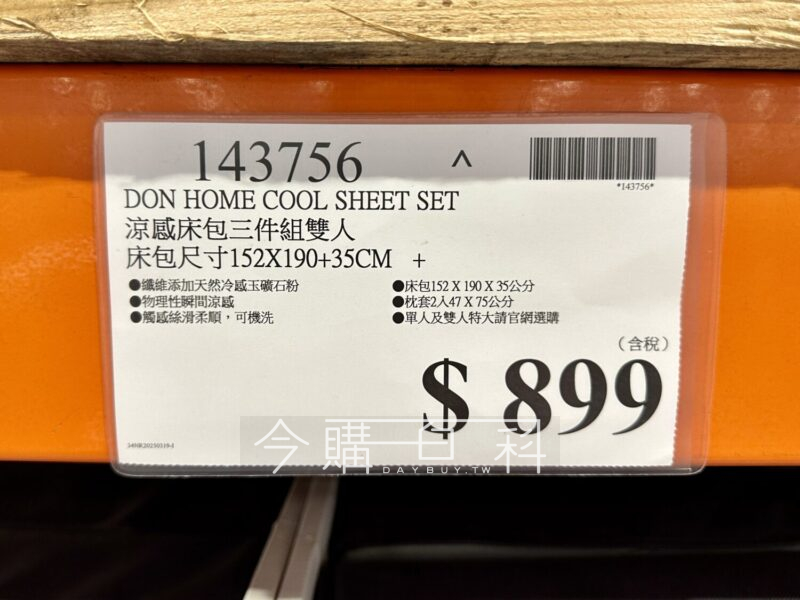 143756 ^
*143756*
DON HOME COOL SHEET SET
涼感床包三件組雙人
床包尺寸152X190+35CM +
●纖維添加天然冷感玉礦石粉
●物理性瞬間涼感
●觸感絲滑柔順，可機洗
●床包152 X 190 X 35公分
●枕套2入47 X 75公分
●單人及雙人特大請官網選購
(含稅)
$ 899
今購百科
DAYBUY.TW